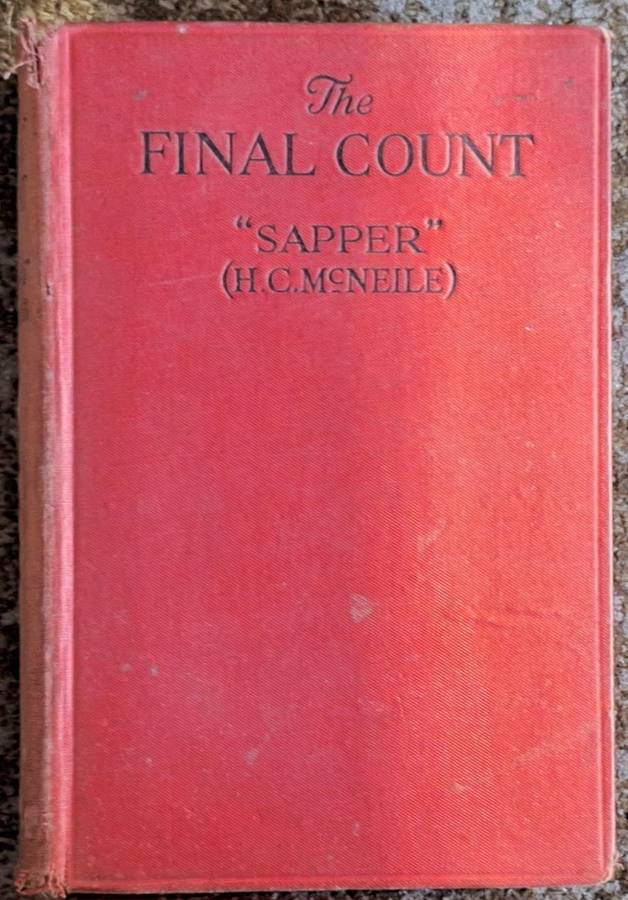 The
FINAL COUNT
"SAPPER"
(H.C.McNEILE)